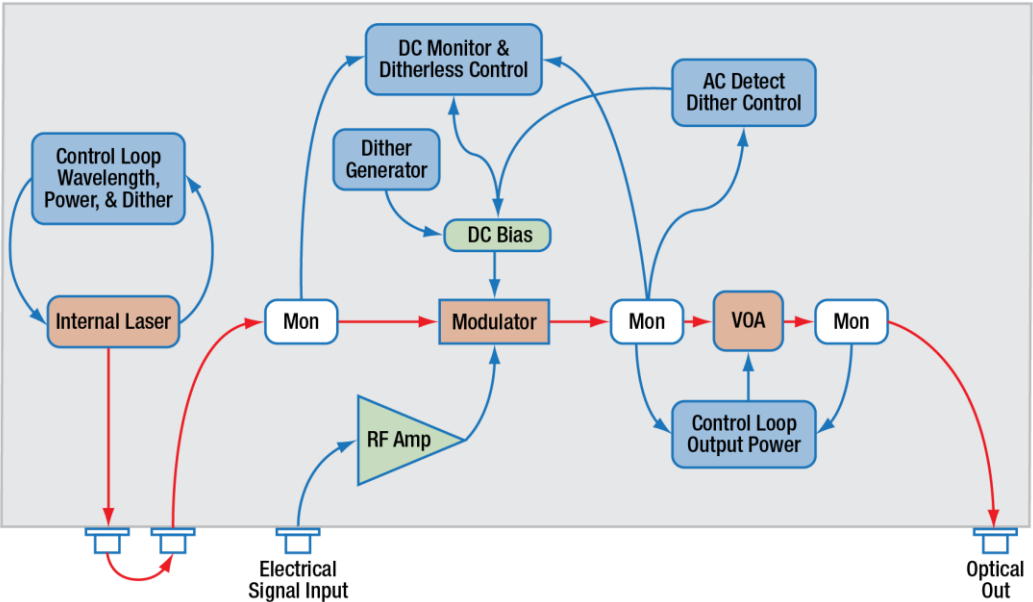 DC Monitor &
Ditherless Control
AC Detect
Dither Control
Control Loop
Wavelength,
Power, & Dither
Dither
Generator
DC Bias
Internal Laser
Mon
Modulator
Mon
VOA
Mon
RF Amp
Control Loop
Output Power
Electrical
Signal Input
Optical
Out